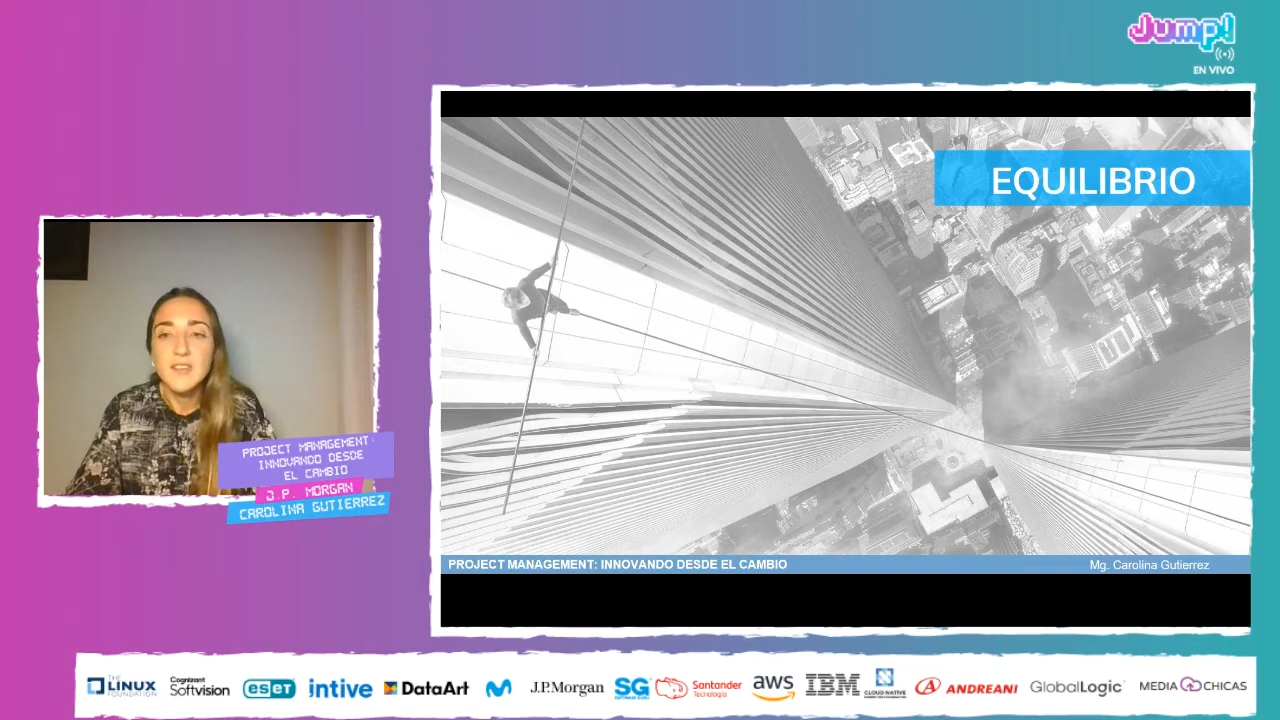 Jump!
EN VIVO
EQUILIBRIO
PROJECT MANAGEMENT:
INNOVANDO DESDE
EL CAMBIO
J.P. MORGAN
CAROLINA GUTIERREZ
PROJECT MANAGEMENT: INNOVANDO DESDE EL CAMBIO
Mg. Carolina Gutierrez
THE LINUX FOUNDATION
Cognizant Softvision
eset
intive
DataArt
J.P.Morgan
SG
Santander Tecnología
aws
IBM
CLOUD NATIVE
ANDREANI
GlobalLogic
MEDIA CHICAS